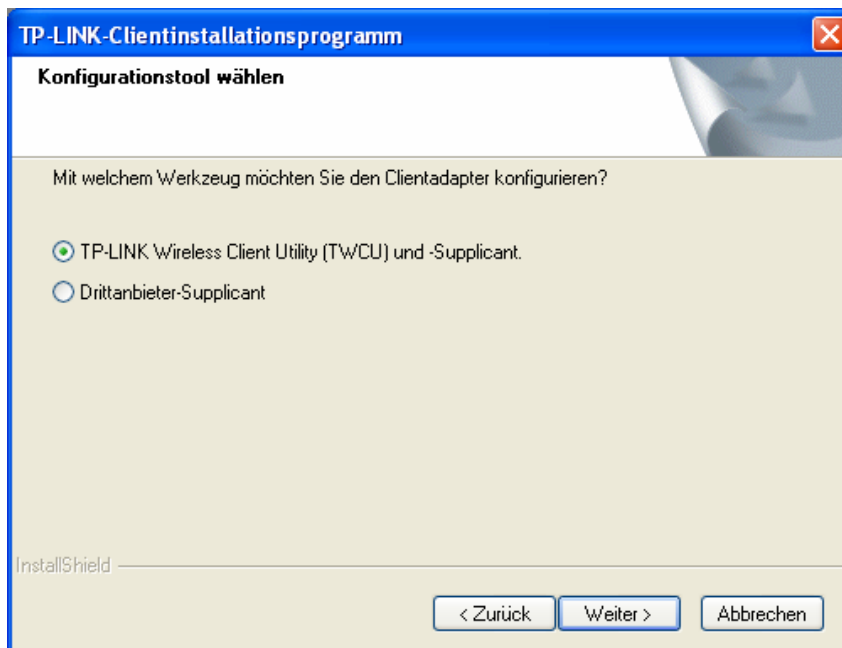 TP-LINK-Clientinstallationsprogramm
Konfigurationstool wählen
Mit welchem Werkzeug möchten Sie den Clientadapter konfigurieren?
TP-LINK Wireless Client Utility (TWCU) und -Supplicant.
Drittanbieter-Supplicant
InstallShield
< Zurück Weiter > Abbrechen